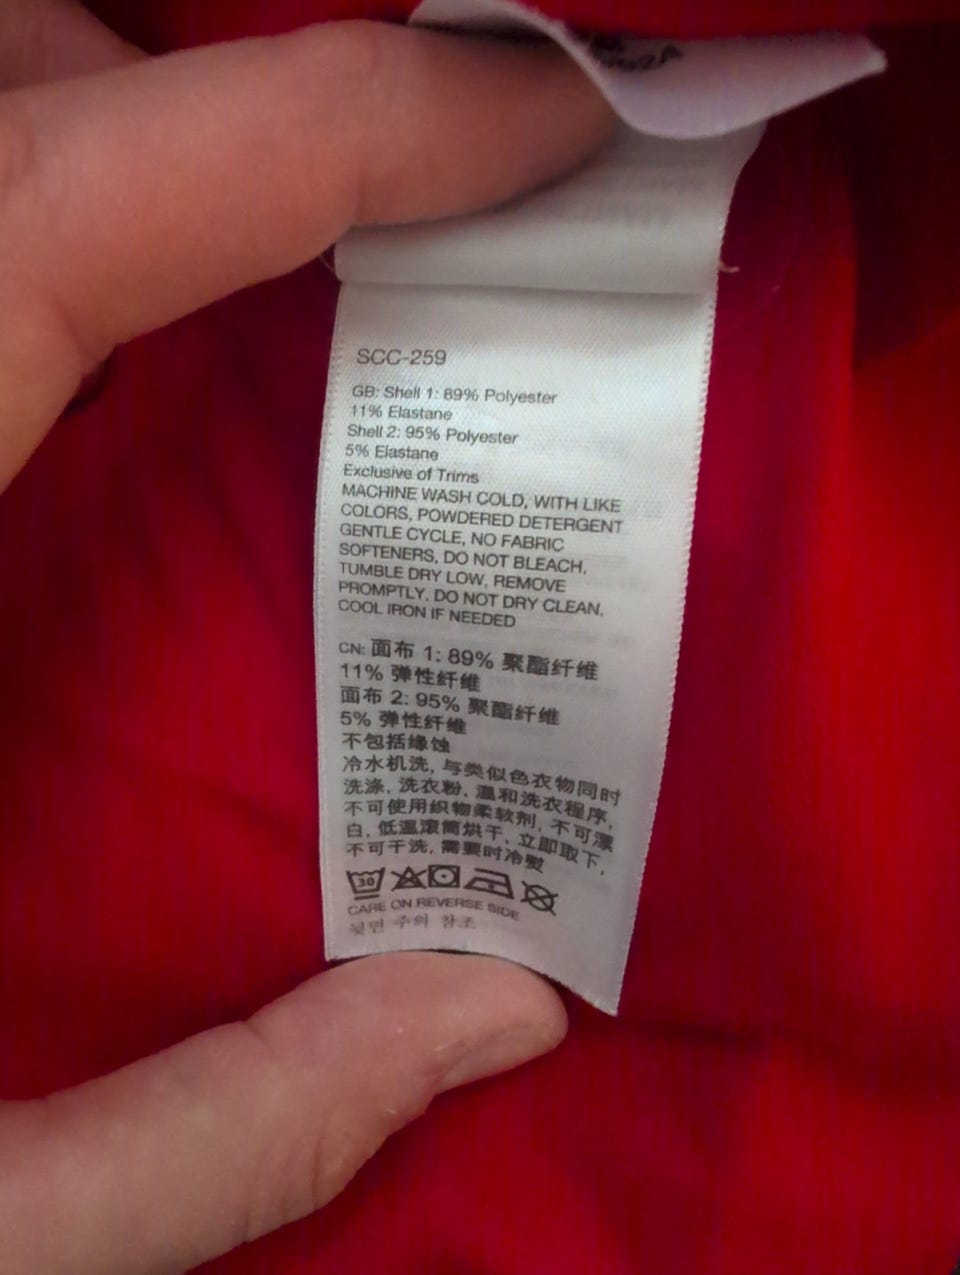 SCC-259
GB: Shell 1: 89% Polyester
11% Elastane
Shell 2: 95% Polyester
5% Elastane
Exclusive of Trims
MACHINE WASH COLD, WITH LIKE
COLORS, POWDERED DETERGENT
GENTLE CYCLE, NO FABRIC
SOFTENERS, DO NOT BLEACH,
TUMBLE DRY LOW, REMOVE
PROMPTLY, DO NOT DRY CLEAN,
COOL IRON IF NEEDED
CN: 面布 1: 89% 聚酯纤维
11% 弹性纤维
面布 2: 95% 聚酯纤维
5% 弹性纤维
不包括缘蚀
冷水机洗, 与类似色衣物同时
洗涤, 洗衣粉, 温和洗衣程序,
不可使用织物柔软剂, 不可漂
白, 低温滚筒烘干, 立即取下,
不可干洗, 需要时冷熨
30
CARE ON REVERSE SIDE
뒷면 주의 참조